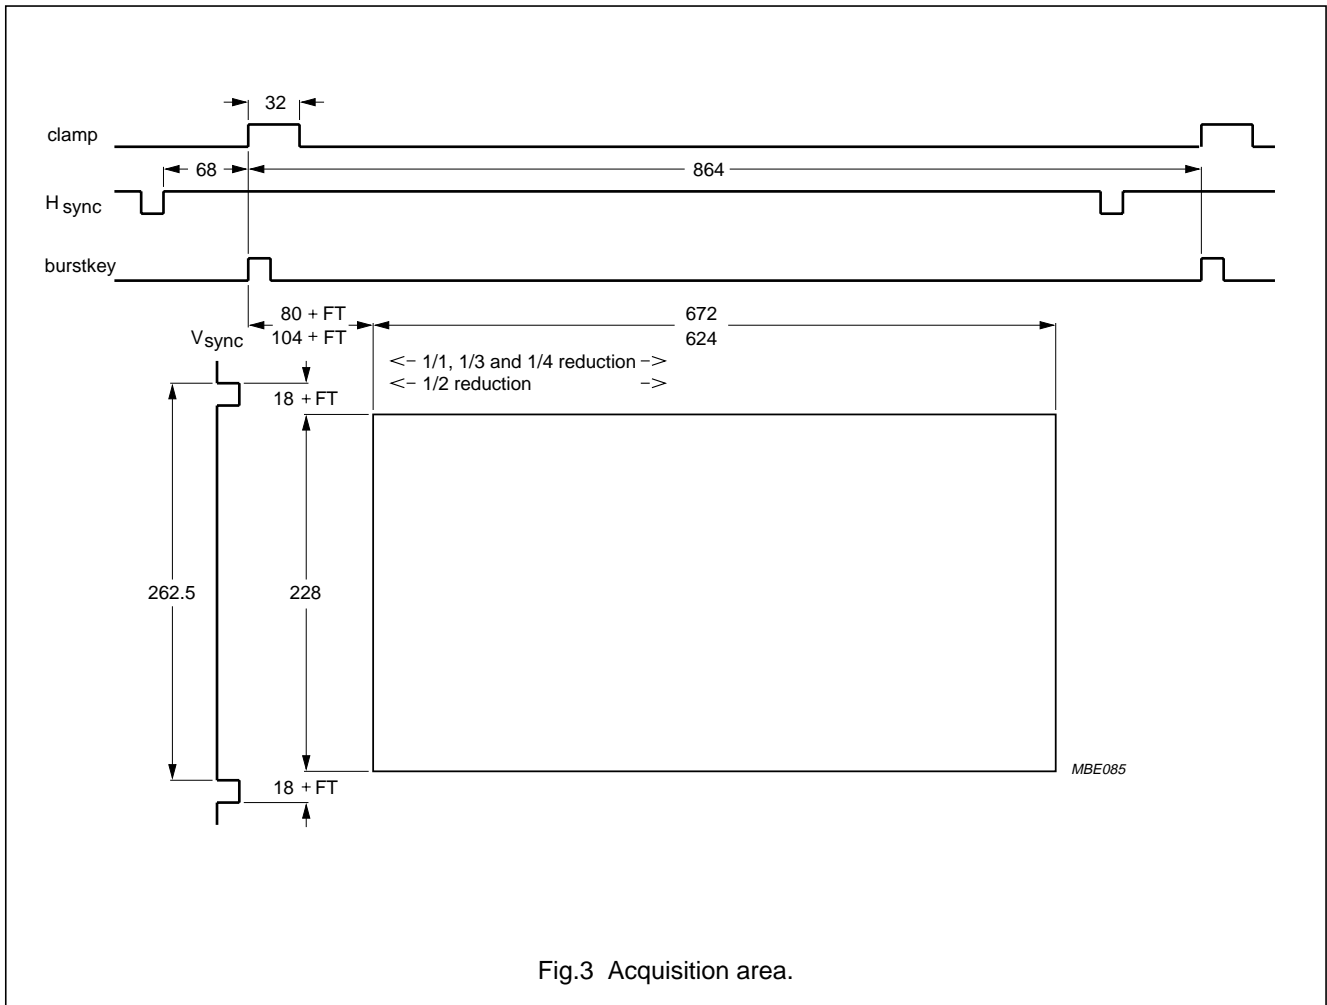 32
clamp
68
864
H sync
burstkey
80 + FT
672
Vsync
104 + FT
624
<- 1/1, 1/3 and 1/4 reduction ->
<- 1/2 reduction ->
18 + FT
262.5
228
MBE085
18 + FT
Fig.3 Acquisition area.